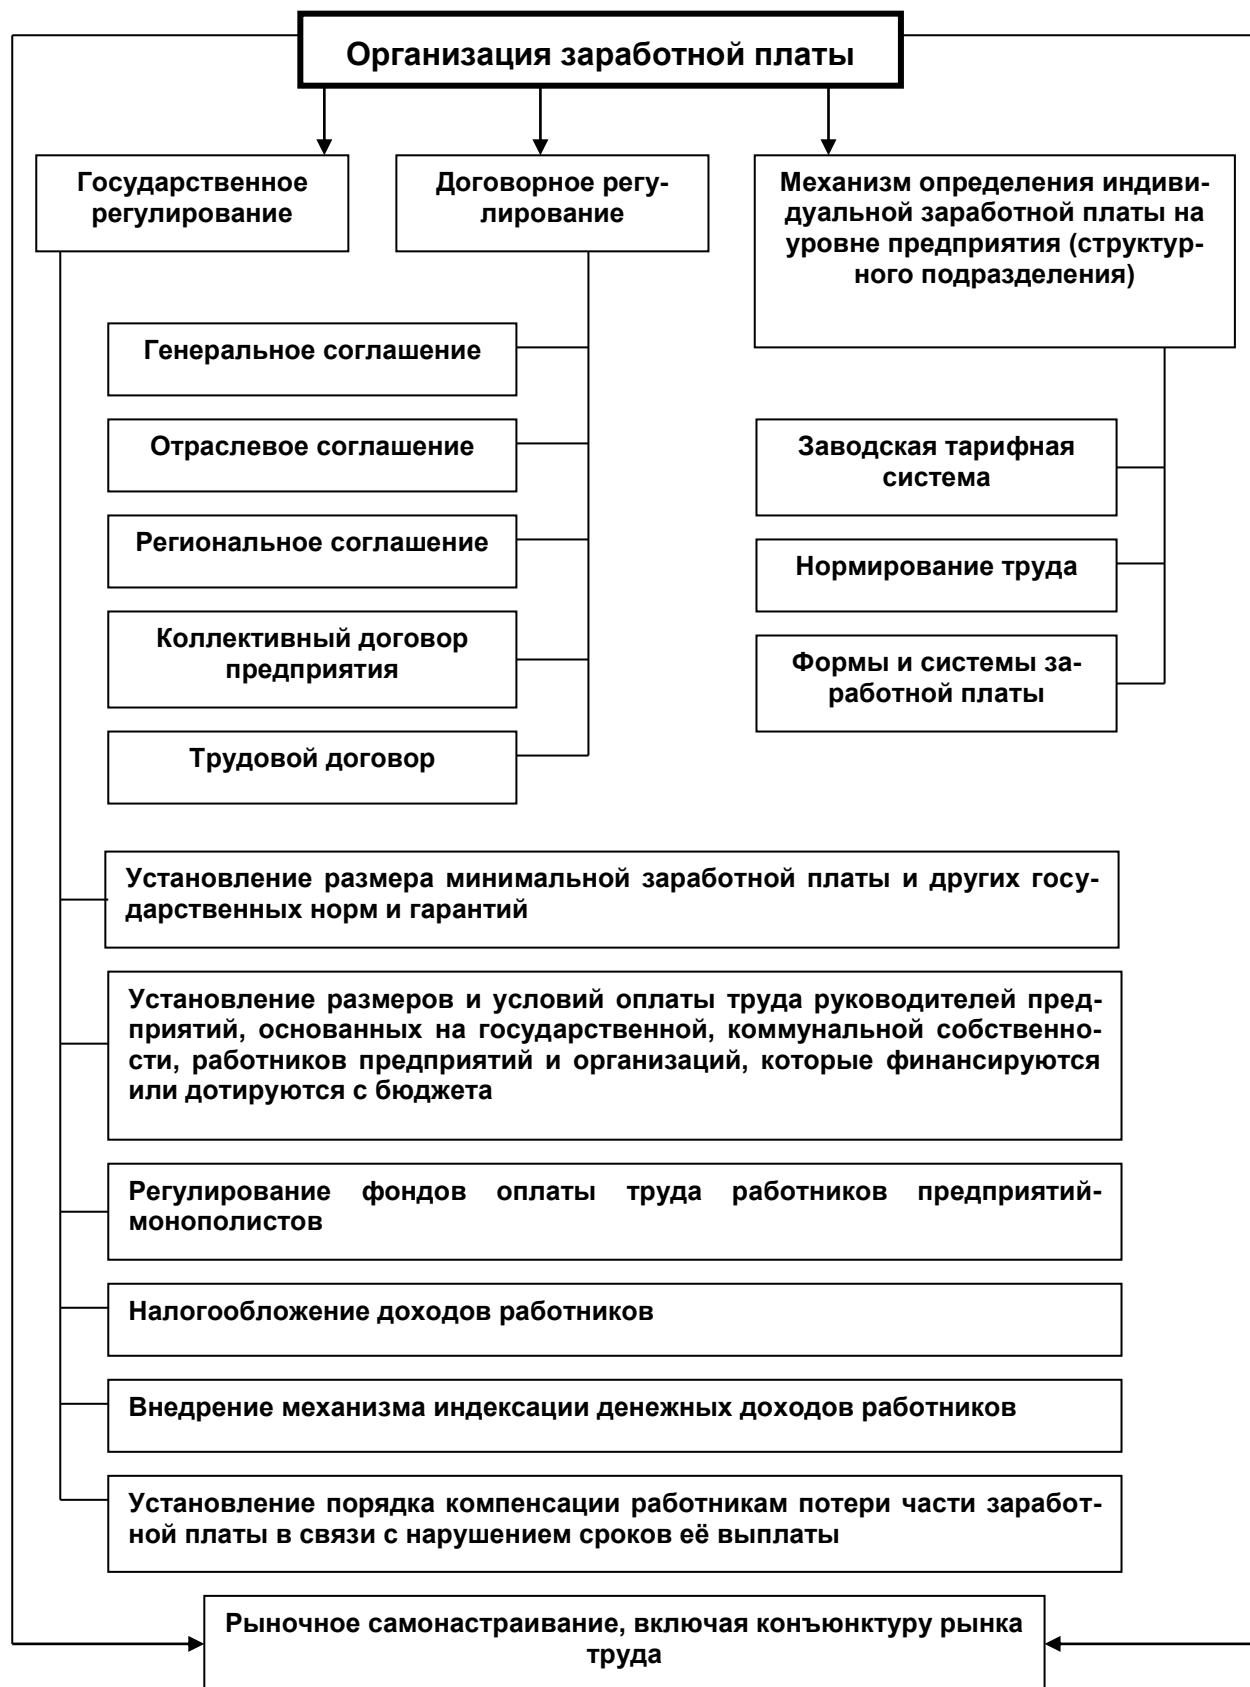 Организация заработной платы
Государственное
регулирование
Договорное регу-
лирование
Механизм определения индиви-
дуальной заработной платы на
уровне предприятия (структур-
ного подразделения)
Генеральное соглашение
Отраслевое соглашение
Региональное соглашение
Коллективный договор
предприятия
Трудовой договор
Заводская тарифная
система
Нормирование труда
Формы и системы за-
работной платы
Установление размера минимальной заработной платы и других госу-
дарственных норм и гарантий
Установление размеров и условий оплаты труда руководителей пред-
приятий, основанных на государственной, коммунальной собственно-
сти, работников предприятий и организаций, которые финансируются
или дотируются с бюджета
Регулирование фондов оплаты труда работников предприятий-
монополистов
Налогообложение доходов работников
Внедрение механизма индексации денежных доходов работников
Установление порядка компенсации работникам потери части заработ-
ной платы в связи с нарушением сроков её выплаты
Рыночное самонастраивание, включая конъюнктуру рынка
труда